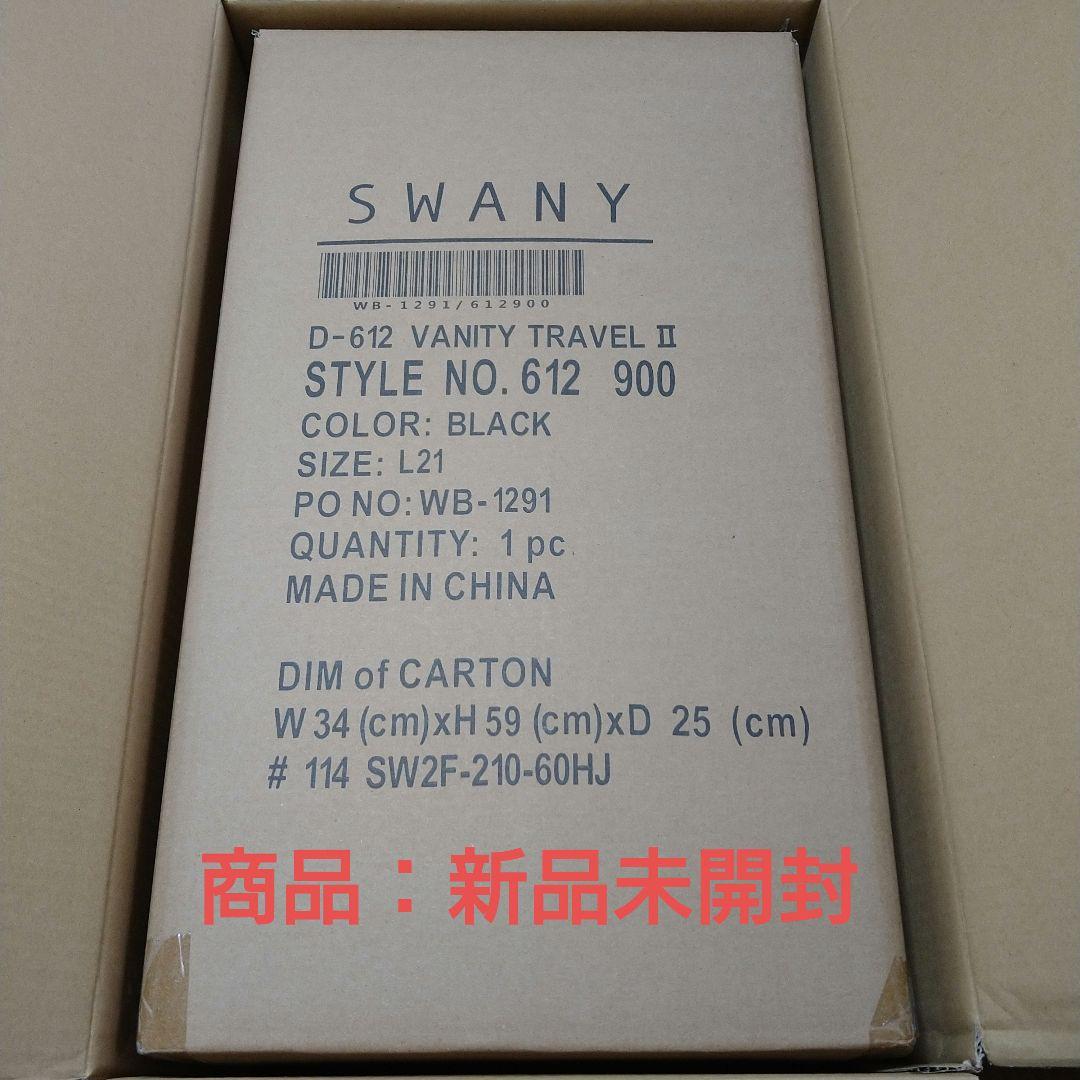 SWANY
WB-1291/612900
D-612 VANITY TRAVEL Ⅱ
STYLE NO. 612 900
COLOR: BLACK
SIZE: L21
PO NO: WB-1291
QUANTITY: 1 pc
MADE IN CHINA
DIM of CARTON
W 34 (cm)xH 59 (cm)xD 25 (cm)
# 114 SW2F-210-60HJ
商品：新品未開封